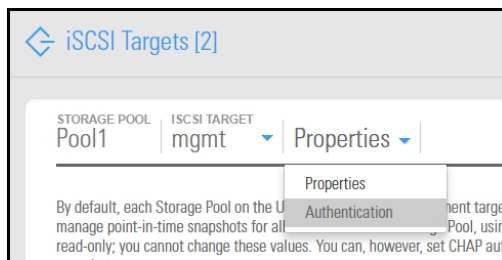 iSCSI Targets [2]
STORAGE POOL ISCSI TARGET
Pool1 mgmt Properties
Properties
Authentication
By default, each Storage Pool on the U ment targe
manage point-in-time snapshots for all Pool, usin
read-only; you cannot change these values. You can, however, set CHAP aut